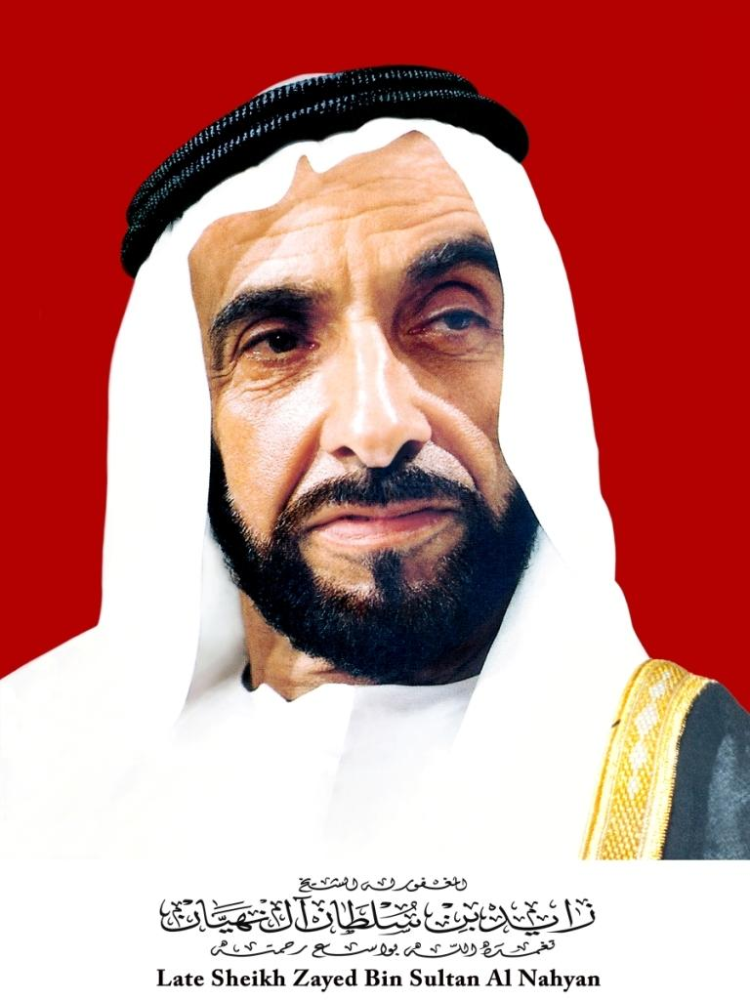 المغفور له الشيخ
زايد بن سلطان آل نهيان
تغمده الله بواسع رحمته
Late Sheikh Zayed Bin Sultan Al Nahyan